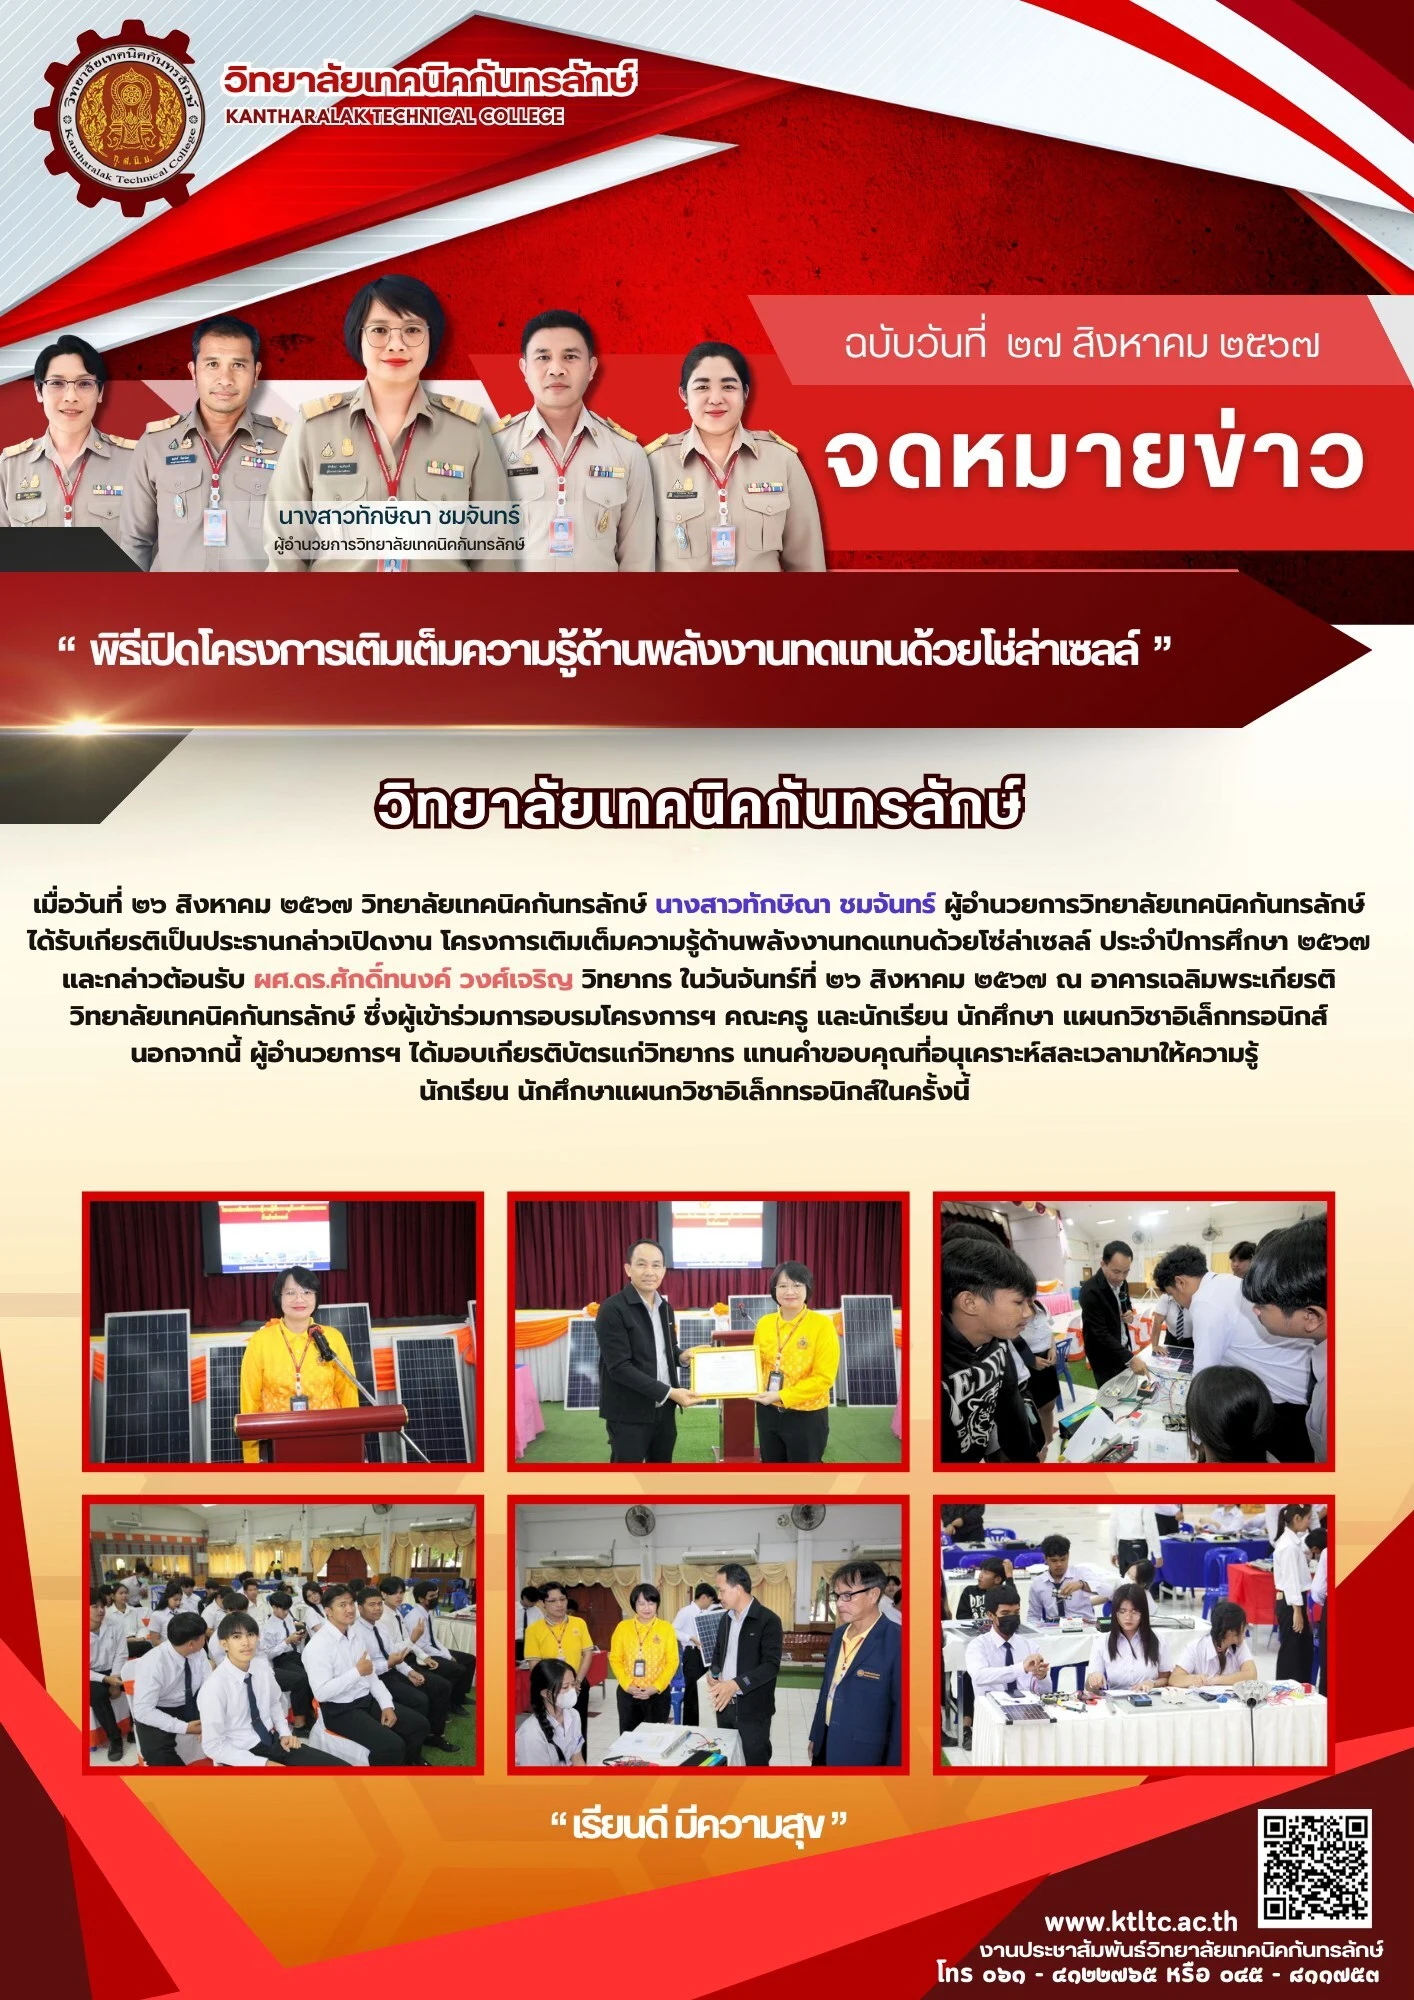 วิทยาลัยเทคนิคกันทรลักษ์
KANTHARALAK TECHNICAL COLLEGE
วิทยาลัยเทคนิคกันทรลักษ์
Kantharalak Technical College
ฉบับวันที่ ๒๗ สิงหาคม ๒๕๖๗
จดหมายข่าว
นางสาวทักษิณา ชมจันทร์
ผู้อำนวยการวิทยาลัยเทคนิคกันทรลักษ์
“ พิธีเปิดโครงการเติมเต็มความรู้ด้านพลังงานทดแทนด้วยโซ่ล่าเซลล์ ”
วิทยาลัยเทคนิคกันทรลักษ์
เมื่อวันที่ ๒๖ สิงหาคม ๒๕๖๗ วิทยาลัยเทคนิคกันทรลักษ์ นางสาวทักษิณา ชมจันทร์ ผู้อำนวยการวิทยาลัยเทคนิคกันทรลักษ์
ได้รับเกียรติเป็นประธานกล่าวเปิดงาน โครงการเติมเต็มความรู้ด้านพลังงานทดแทนด้วยโซ่ล่าเซลล์ ประจำปีการศึกษา ๒๕๖๗
และกล่าวต้อนรับ ผศ.ดร.ศักดิ์ทนงค์ วงศ์เจริญ วิทยากร ในวันจันทร์ที่ ๒๖ สิงหาคม ๒๕๖๗ ณ อาคารเฉลิมพระเกียรติ
วิทยาลัยเทคนิคกันทรลักษ์ ซึ่งผู้เข้าร่วมการอบรมโครงการฯ คณะครู และนักเรียน นักศึกษา แผนกวิชาอิเล็กทรอนิกส์
นอกจากนี้ ผู้อำนวยการฯ ได้มอบเกียรติบัตรแก่วิทยากร แทนคำขอบคุณที่อนุเคราะห์สละเวลามาให้ความรู้
นักเรียน นักศึกษาแผนกวิชาอิเล็กทรอนิกส์ในครั้งนี้
“ เรียนดี มีความสุข ”
www.ktltc.ac.th
งานประชาสัมพันธ์วิทยาลัยเทคนิคกันทรลักษ์
โทร ๐๖๑ - ๔๑๒๒๗๖๕ หรือ ๐๔๕ - ๘๑๑๗๕๓